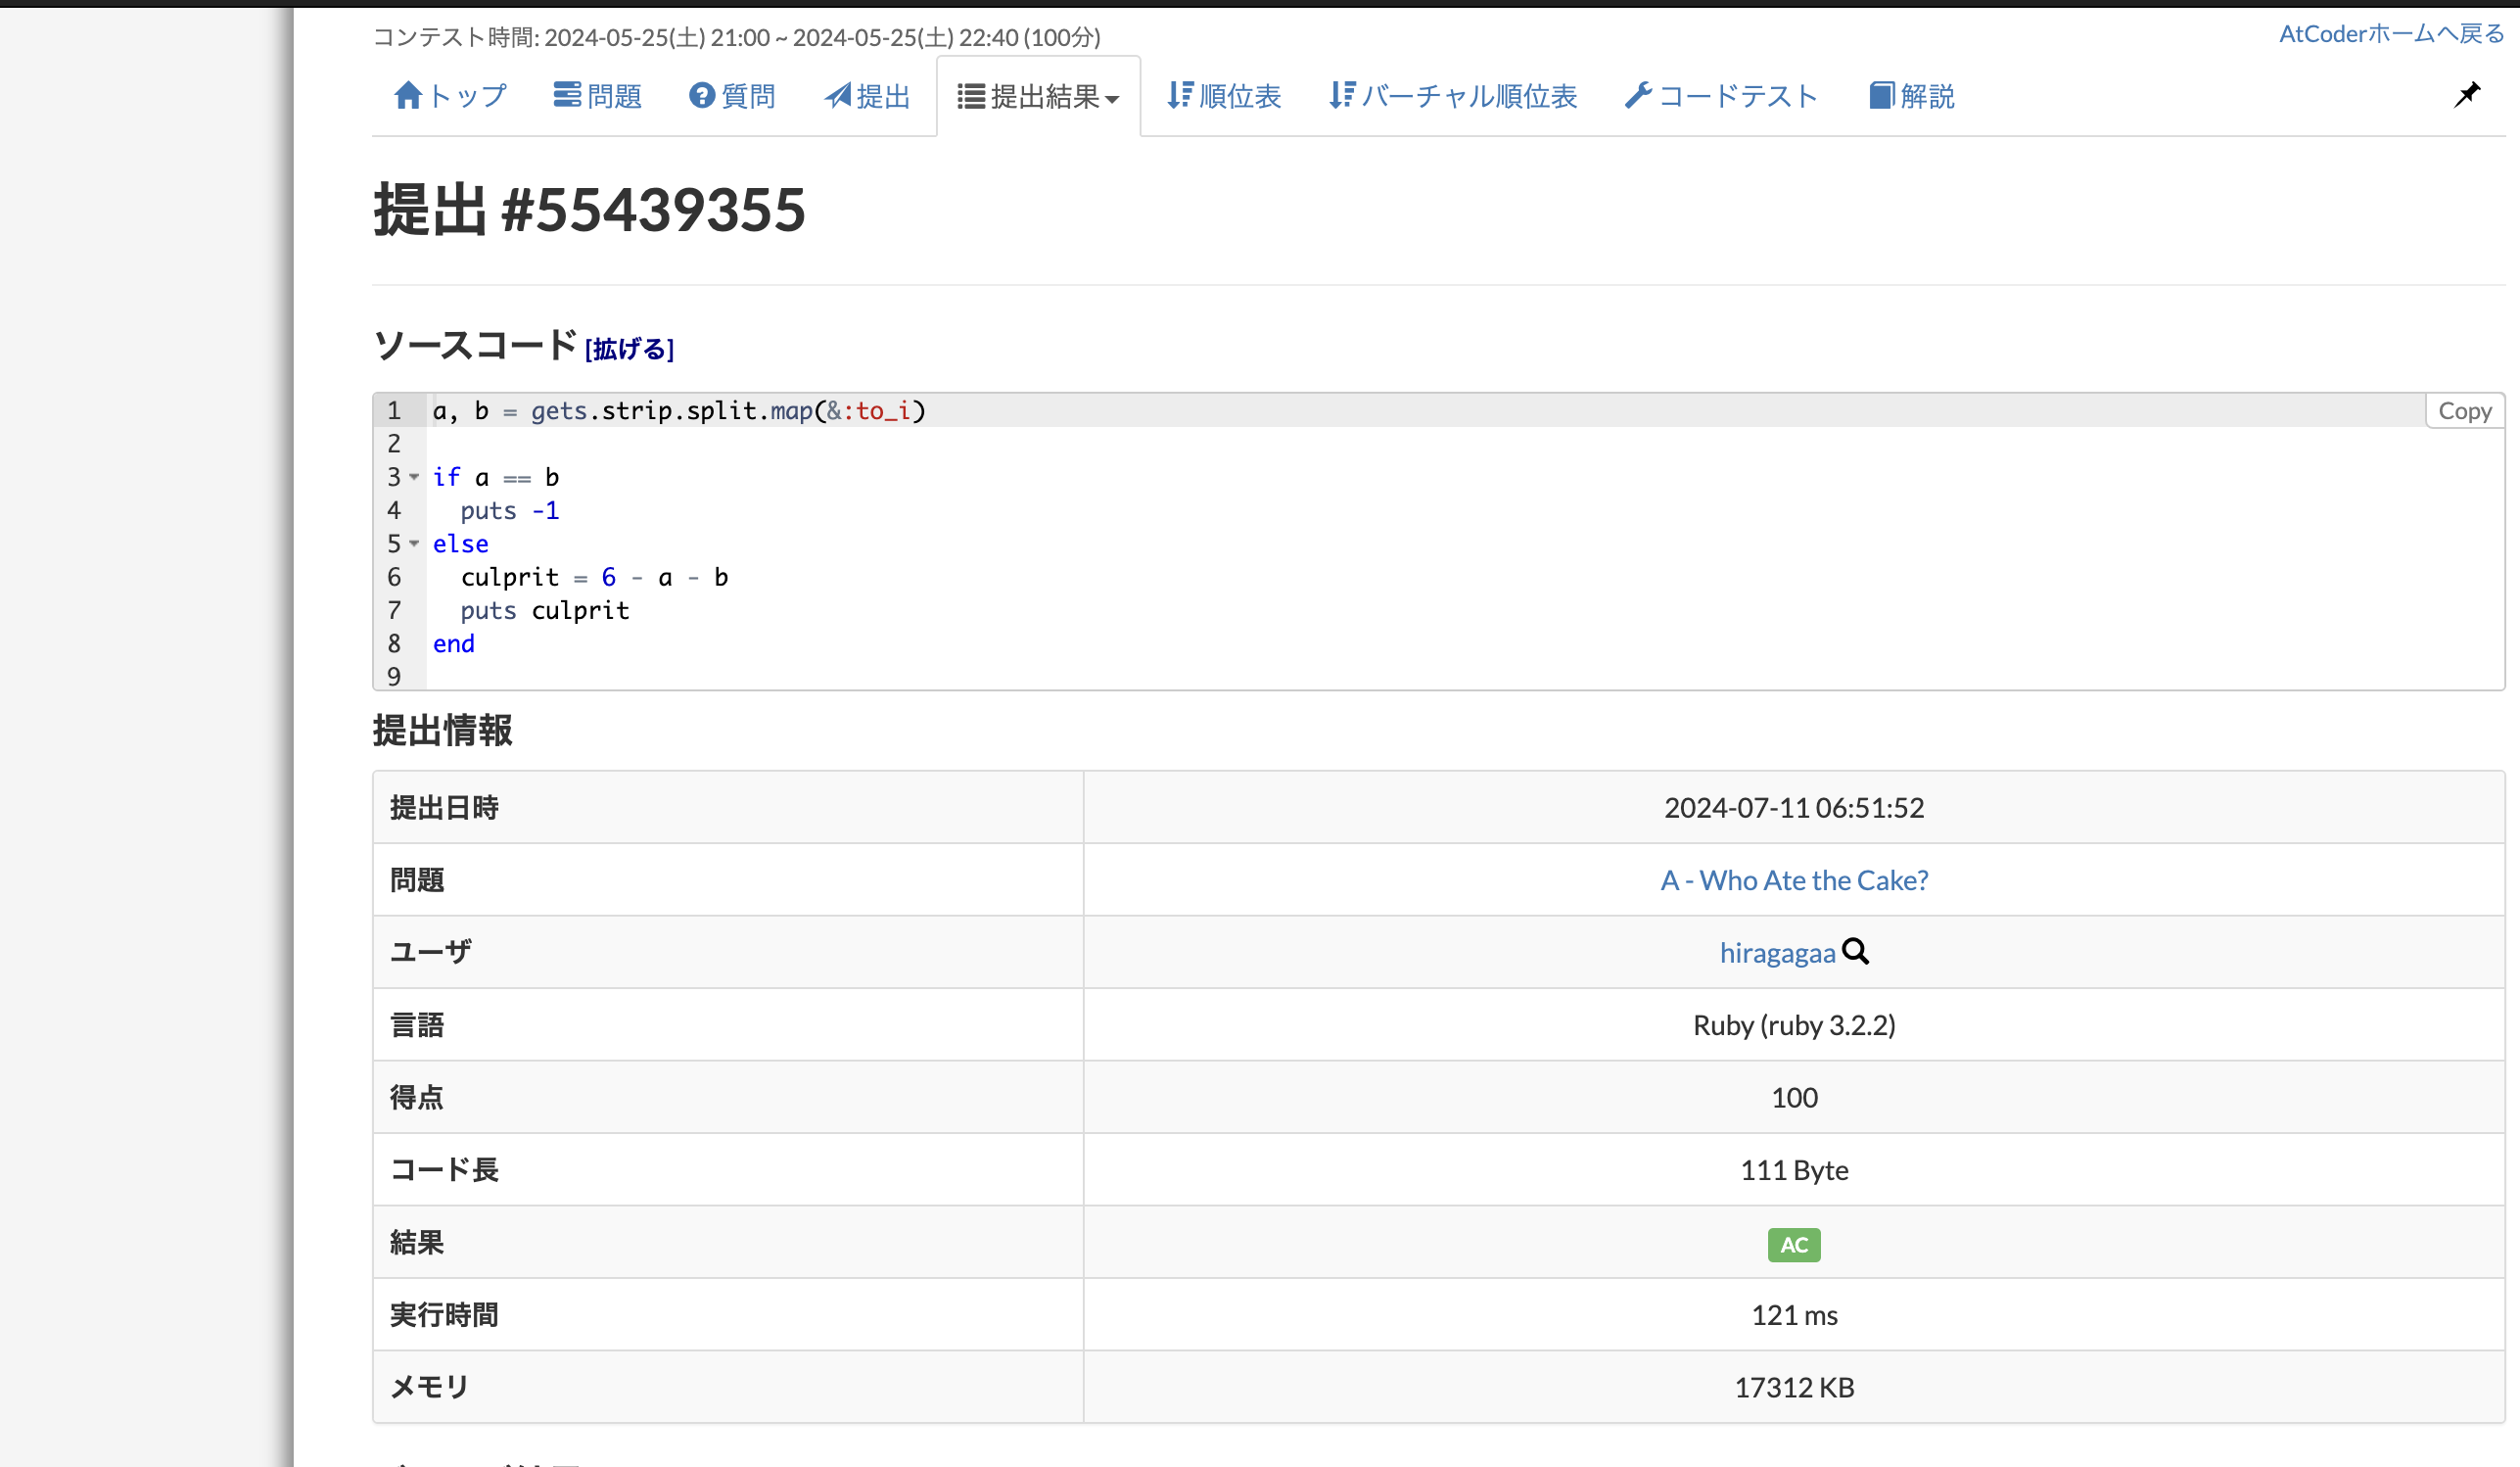 コンテスト時間: 2024-05-25(土) 21:00 ~ 2024-05-25(土) 22:40 (100分)
AtCoderホームへ戻る
トップ 問題 質問 提出 提出結果 順位表 バーチャル順位表 コードテスト 解説
提出 #55439355
ソースコード [拡げる]
1 a, b = gets.strip.split.map(&:to_i)
Copy
2
3 if a == b
4   puts -1
5 else
6   culprit = 6 - a - b
7   puts culprit
8 end
9
提出情報
提出日時 2024-07-11 06:51:52
問題 A - Who Ate the Cake?
ユーザ hiragagaa
言語 Ruby (ruby 3.2.2)
得点 100
コード長 111 Byte
結果 AC
実行時間 121 ms
メモリ 17312 KB